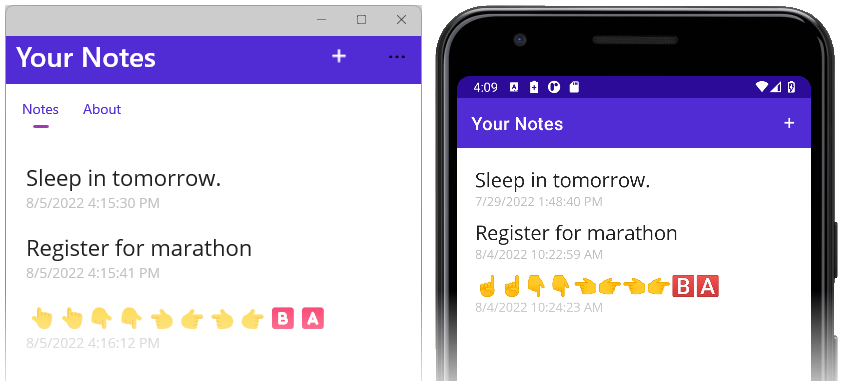 Your Notes + ...
Notes About
Sleep in tomorrow.
8/5/2022 4:15:30 PM
Register for marathon
8/5/2022 4:15:41 PM
👆👆👇👇👈👉👈👉🅱🅰
8/5/2022 4:16:12 PM
4:09
Your Notes +
Sleep in tomorrow.
7/29/2022 1:48:40 PM
Register for marathon
8/4/2022 10:22:59 AM
☝☝👇👇👈👉👈👉🅱🅰
8/4/2022 10:24:23 AM